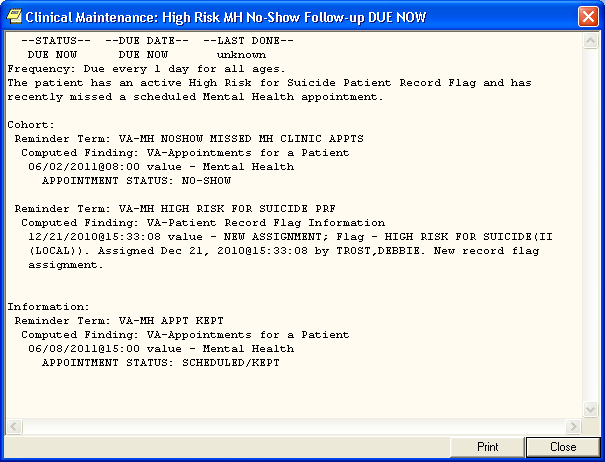 Clinical Maintenance: High Risk MH No-Show Follow-up DUE NOW
--STATUS-- --DUE DATE-- --LAST DONE--
DUE NOW DUE NOW unknown
Frequency: Due every 1 day for all ages.
The patient has an active High Risk for Suicide Patient Record Flag and has
recently missed a scheduled Mental Health appointment.
Cohort:
Reminder Term: VA-MH NOSHOW MISSED MH CLINIC APPTS
Computed Finding: VA-Appointments for a Patient
06/02/2011@08:00 value - Mental Health
APPOINTMENT STATUS: NO-SHOW
Reminder Term: VA-MH HIGH RISK FOR SUICIDE PRF
Computed Finding: VA-Patient Record Flag Information
12/21/2010@15:33:08 value - NEW ASSIGNMENT; Flag - HIGH RISK FOR SUICIDE(II
(LOCAL)). Assigned Dec 21, 2010@15:33:08 by TROST,DEBBIE. New record flag
assignment.
Information:
Reminder Term: VA-MH APPT KEPT
Computed Finding: VA-Appointments for a Patient
06/08/2011@15:00 value - Mental Health
APPOINTMENT STATUS: SCHEDULED/KEPT
Print Close